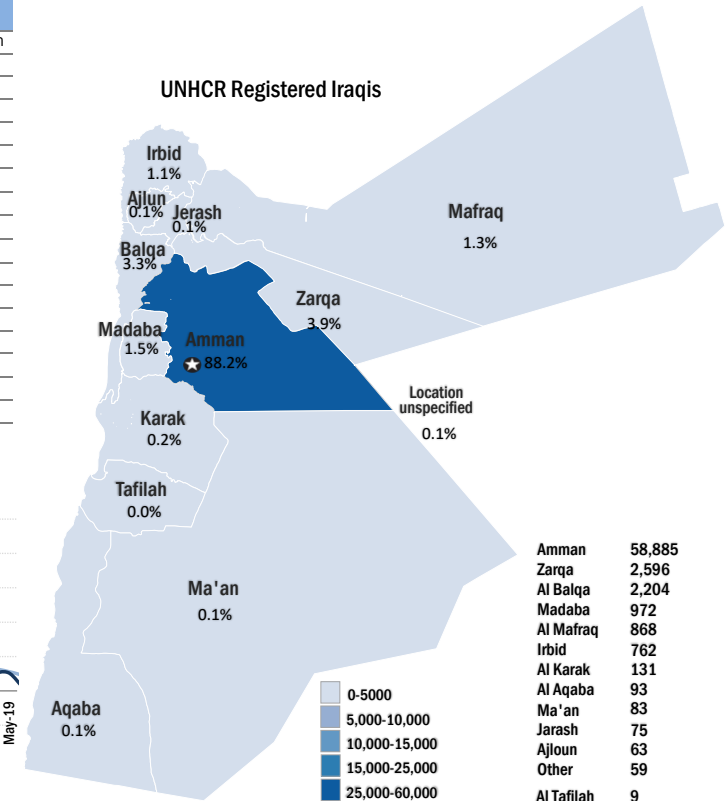 UNHCR Registered Iraqis
Irbid
1.1%
Ajlun
0.1%
Jerash
0.1%
Mafraq
1.3%
Balqa
3.3%
Zarqa
3.9%
Madaba
1.5%
Amman
88.2%
Location
unspecified
0.1%
Karak
0.2%
Tafilah
0.0%
Ma'an
0.1%
Aqaba
0.1%
May-19
0-5000
5,000-10,000
10,000-15,000
15,000-25,000
25,000-60,000
Amman 58,885
Zarqa 2,596
Al Balqa 2,204
Madaba 972
Al Mafraq 868
Irbid 762
Al Karak 131
Al Aqaba 93
Ma'an 83
Jarash 75
Ajloun 63
Other 59
Al Tafilah 9